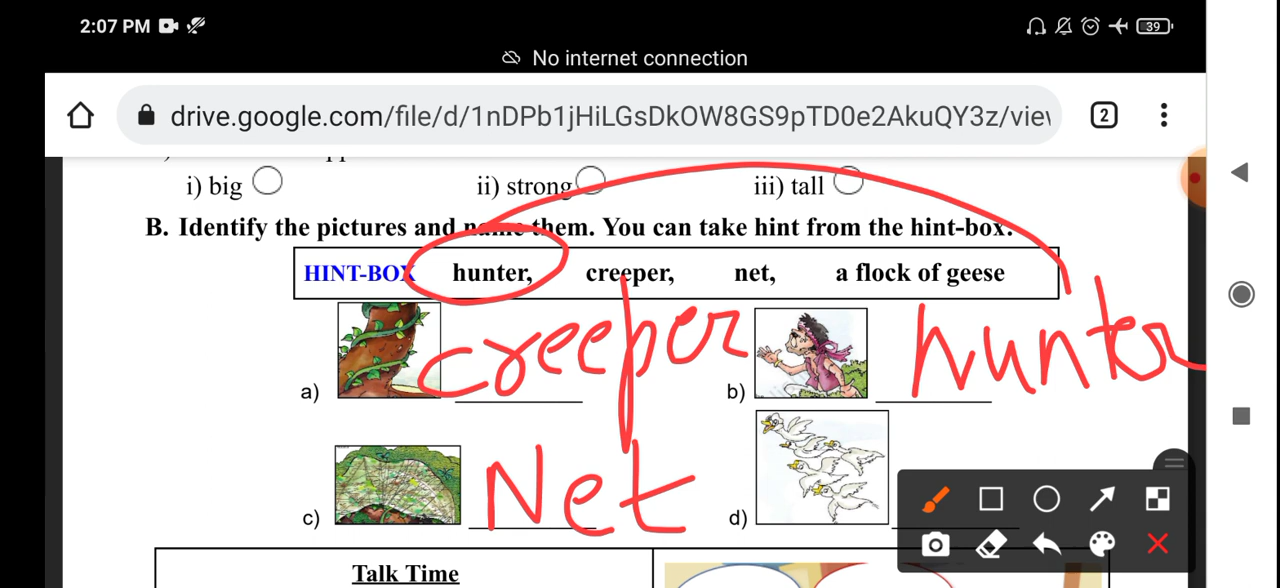 2:07 PM 39
No internet connection
drive.google.com/file/d/1nDPb1jHiLGsDkOW8GS9pTD0e2AkuQY3z/view
2
i) big ii) strong iii) tall
B. Identify the pictures and name them. You can take hint from the hint-box.
HINT-BOX hunter, creeper, net, a flock of geese
a) creeper b) hunter
c) Net d)
Talk Time